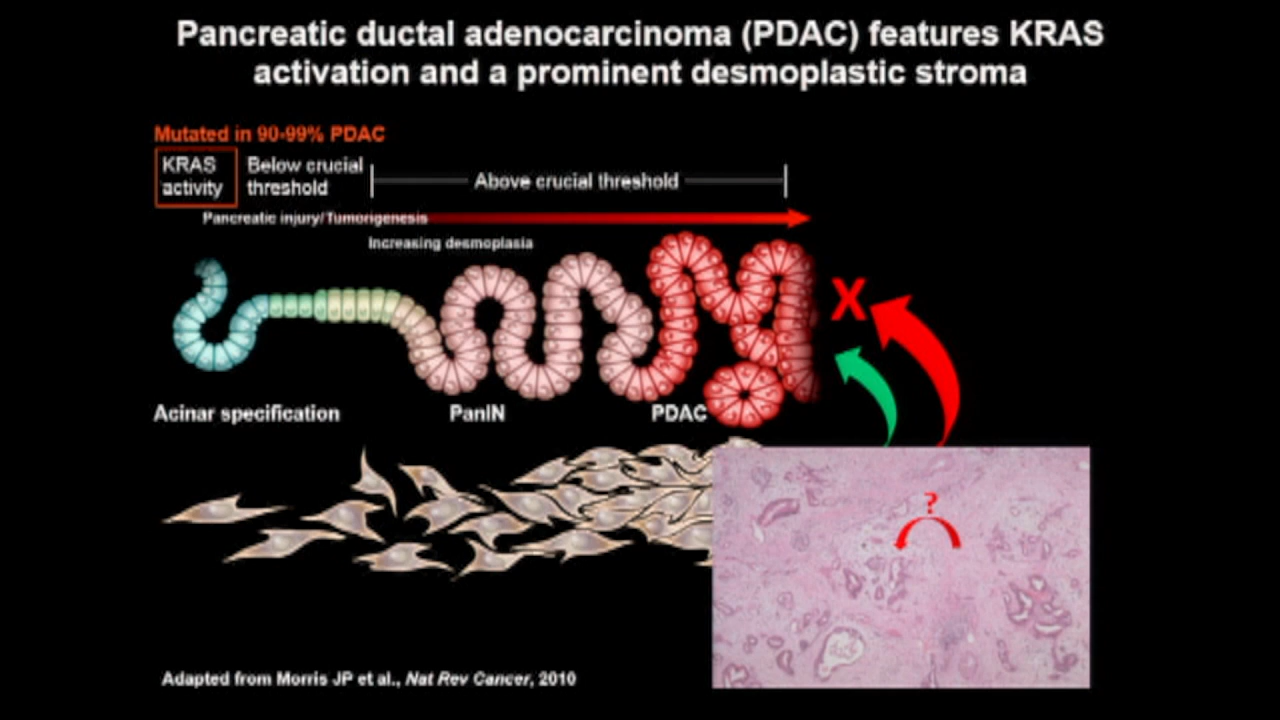 Pancreatic ductal adenocarcinoma (PDAC) features KRAS
activation and a prominent desmoplastic stroma
Mutated in 90-99% PDAC
KRAS
activity
Below crucial
threshold
Above crucial threshold
Pancreatic injury/Tumorigenesis
Increasing desmoplasia
X
Acinar specification
PanIN
PDAC
?
Adapted from Morris JP et al., Nat Rev Cancer, 2010